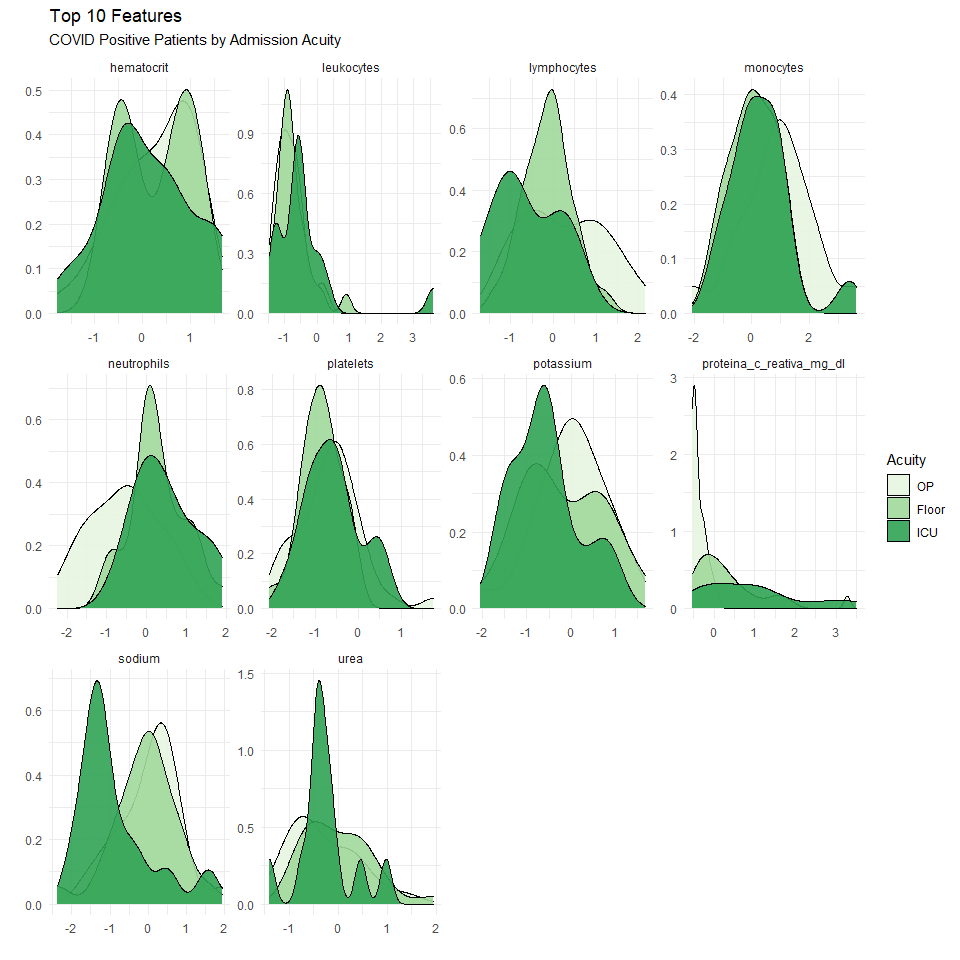 Top 10 Features
COVID Positive Patients by Admission Acuity
hematocrit
0.5
0.4
0.3
0.2
0.1
0.0
-1 0 1
leukocytes
0.9
0.6
0.3
0.0
-1 0 1 2 3
lymphocytes
0.6
0.4
0.2
0.0
-1 0 1 2
monocytes
0.4
0.3
0.2
0.1
0.0
-2 0 2
neutrophils
0.6
0.4
0.2
0.0
-2 -1 0 1 2
platelets
0.8
0.6
0.4
0.2
0.0
-2 -1 0 1
potassium
0.6
0.4
0.2
0.0
-2 -1 0 1
proteina_c_reativa_mg_dl
3
2
1
0
0 1 2 3
sodium
0.6
0.4
0.2
0.0
-2 -1 0 1 2
urea
1.5
1.0
0.5
0.0
-1 0 1 2
Acuity
OP
Floor
ICU